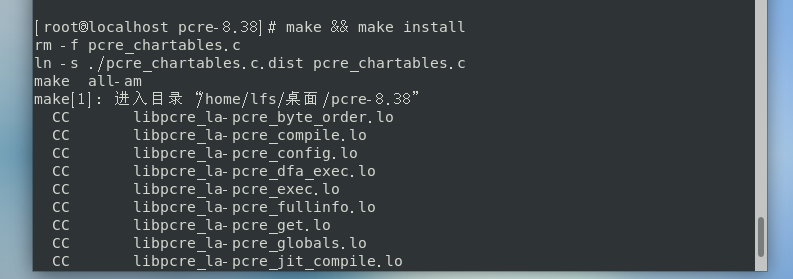 [root@localhost pcre-8.38]# make && make install
rm -f pcre_chartables.c
ln -s ./pcre_chartables.c.dist pcre_chartables.c
make  all-am
make[1]: 进入目录“/home/lfs/桌面/pcre-8.38”
  CC       libpcre_la-pcre_byte_order.lo
  CC       libpcre_la-pcre_compile.lo
  CC       libpcre_la-pcre_config.lo
  CC       libpcre_la-pcre_dfa_exec.lo
  CC       libpcre_la-pcre_exec.lo
  CC       libpcre_la-pcre_fullinfo.lo
  CC       libpcre_la-pcre_get.lo
  CC       libpcre_la-pcre_globals.lo
  CC       libpcre_la-pcre_jit_compile.lo